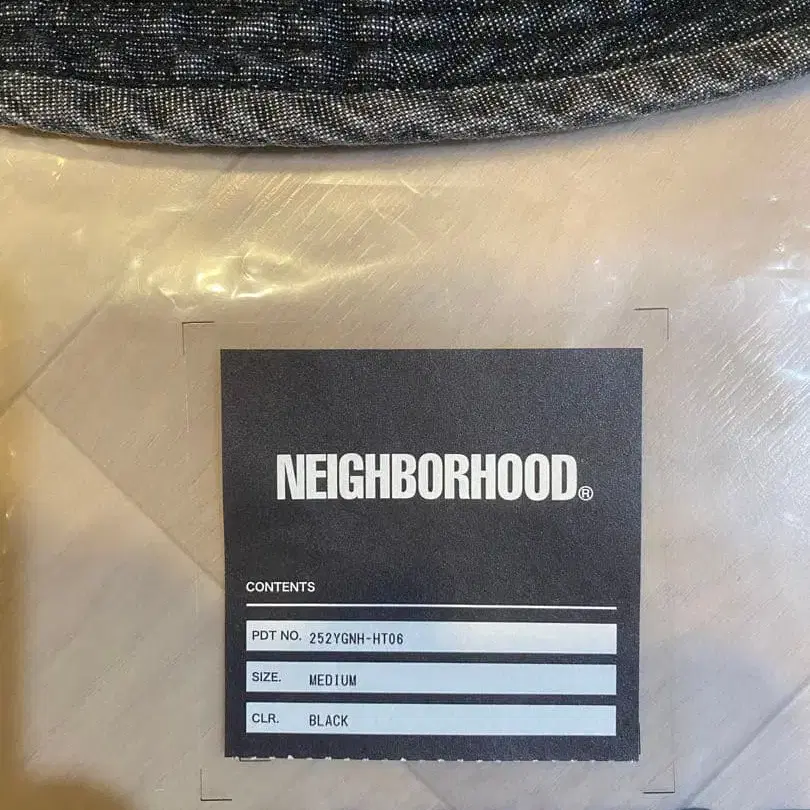 NEIGHBORHOOD®
CONTENTS
PDT NO. 252YGNH-HT06
SIZE. MEDIUM
CLR. BLACK